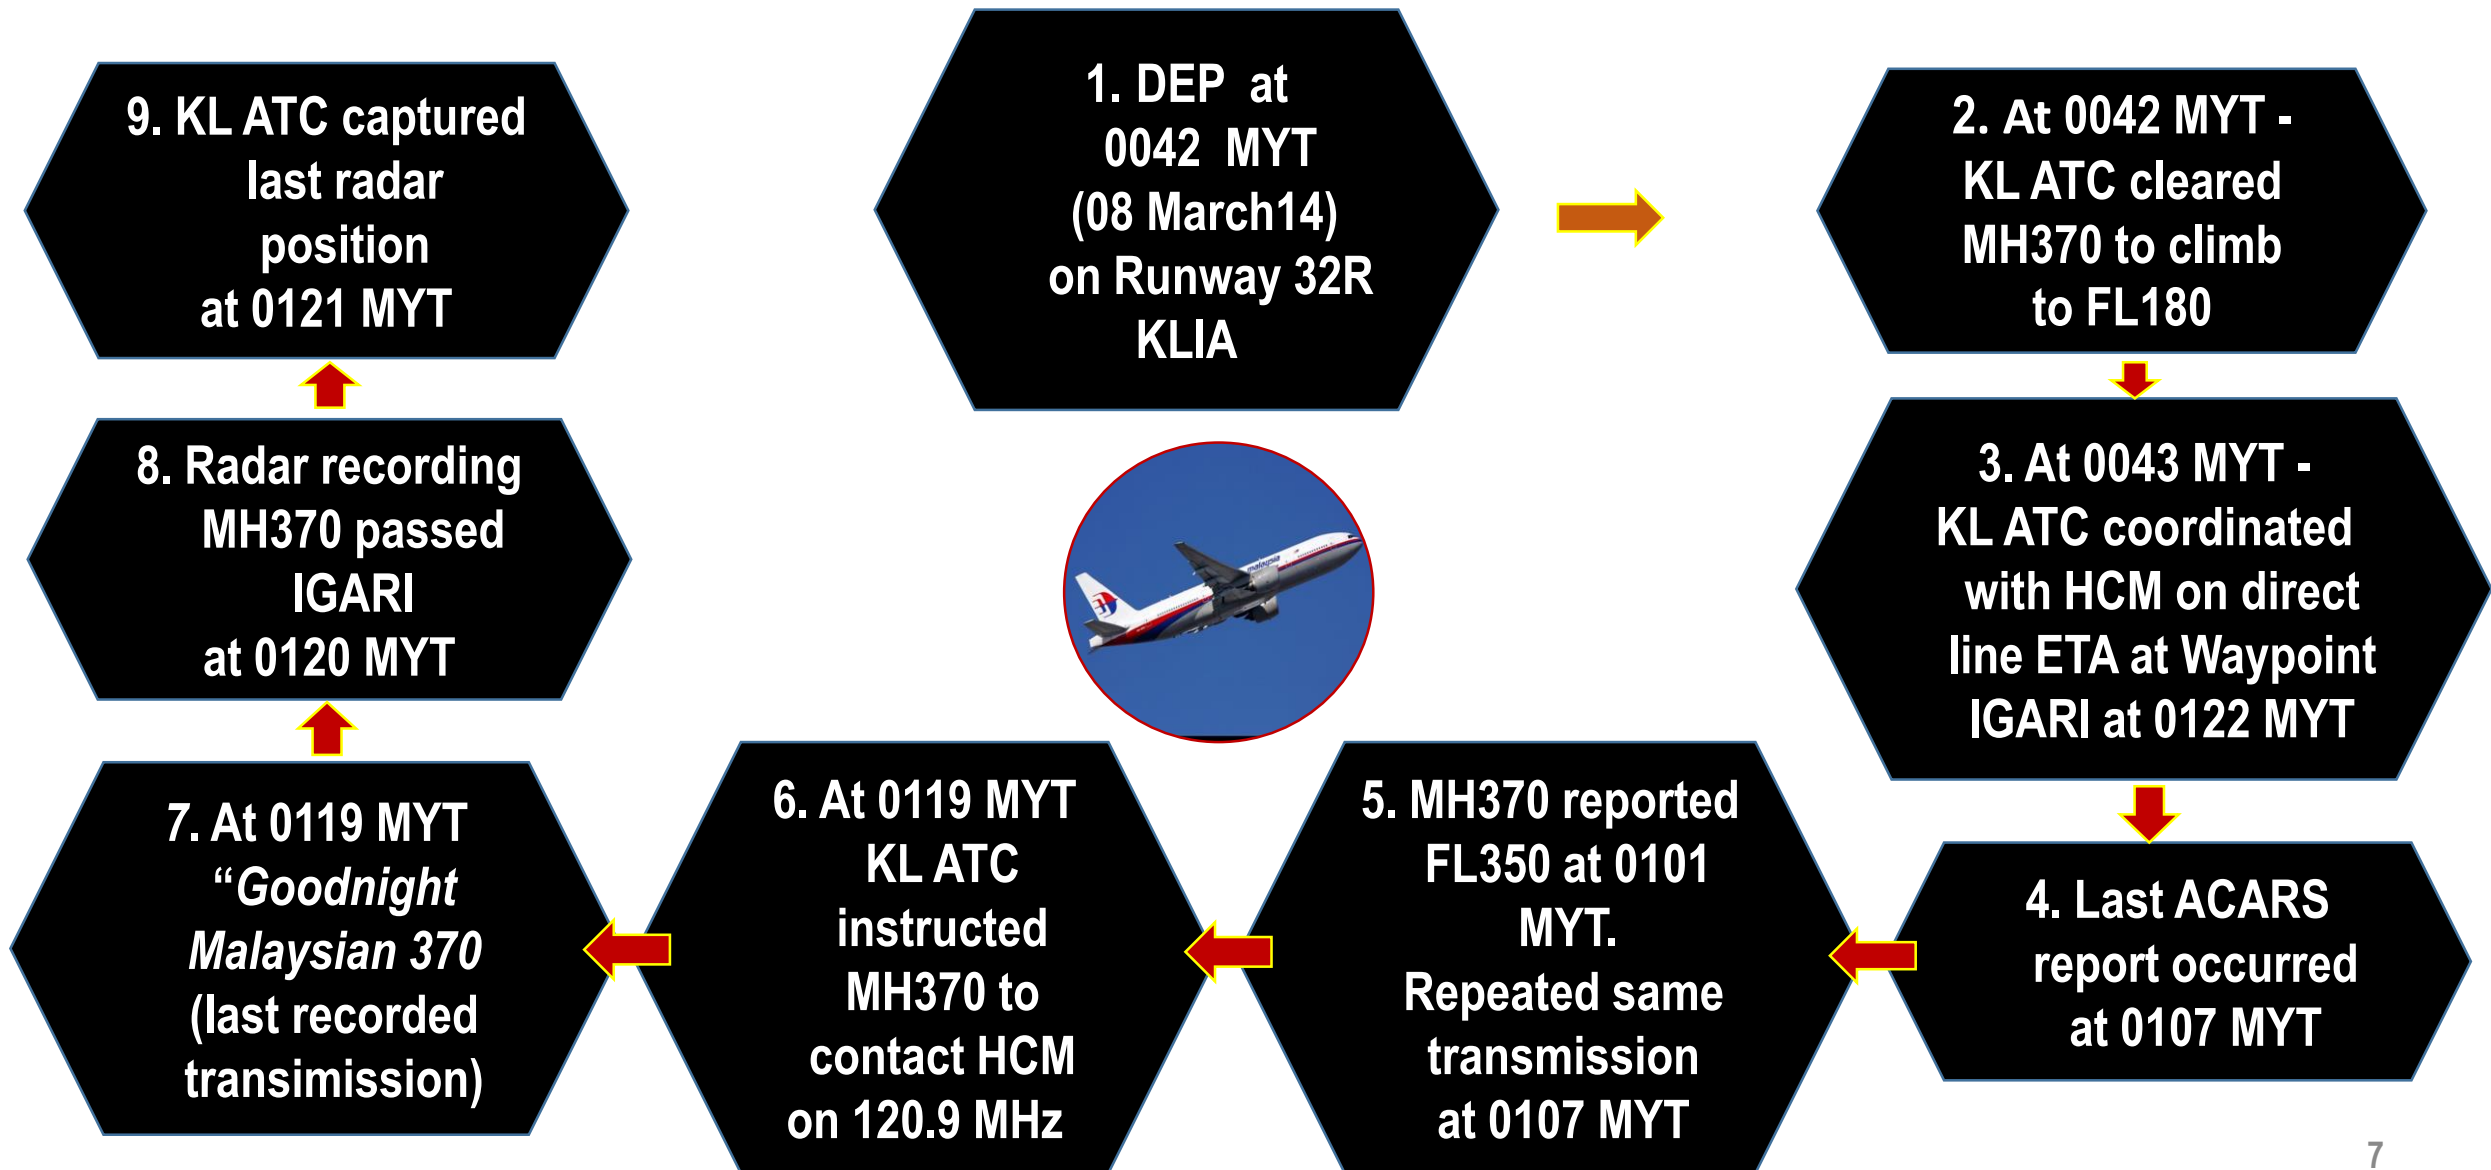 1. DEP at
0042 MYT
(08 March14)
on Runway 32R
KLIA
2. At 0042 MYT -
KL ATC cleared
MH370 to climb
to FL180
3. At 0043 MYT -
KL ATC coordinated
with HCM on direct
line ETA at Waypoint
IGARI at 0122 MYT
4. Last ACARS
report occurred
at 0107 MYT
5. MH370 reported
FL350 at 0101
MYT.
Repeated same
transmission
at 0107 MYT
6. At 0119 MYT
KL ATC
instructed
MH370 to
contact HCM
on 120.9 MHz
7. At 0119 MYT
“Goodnight
Malaysian 370
(last recorded
transimission)
8. Radar recording
MH370 passed
IGARI
at 0120 MYT
9. KL ATC captured
last radar
position
at 0121 MYT
malaysia
7